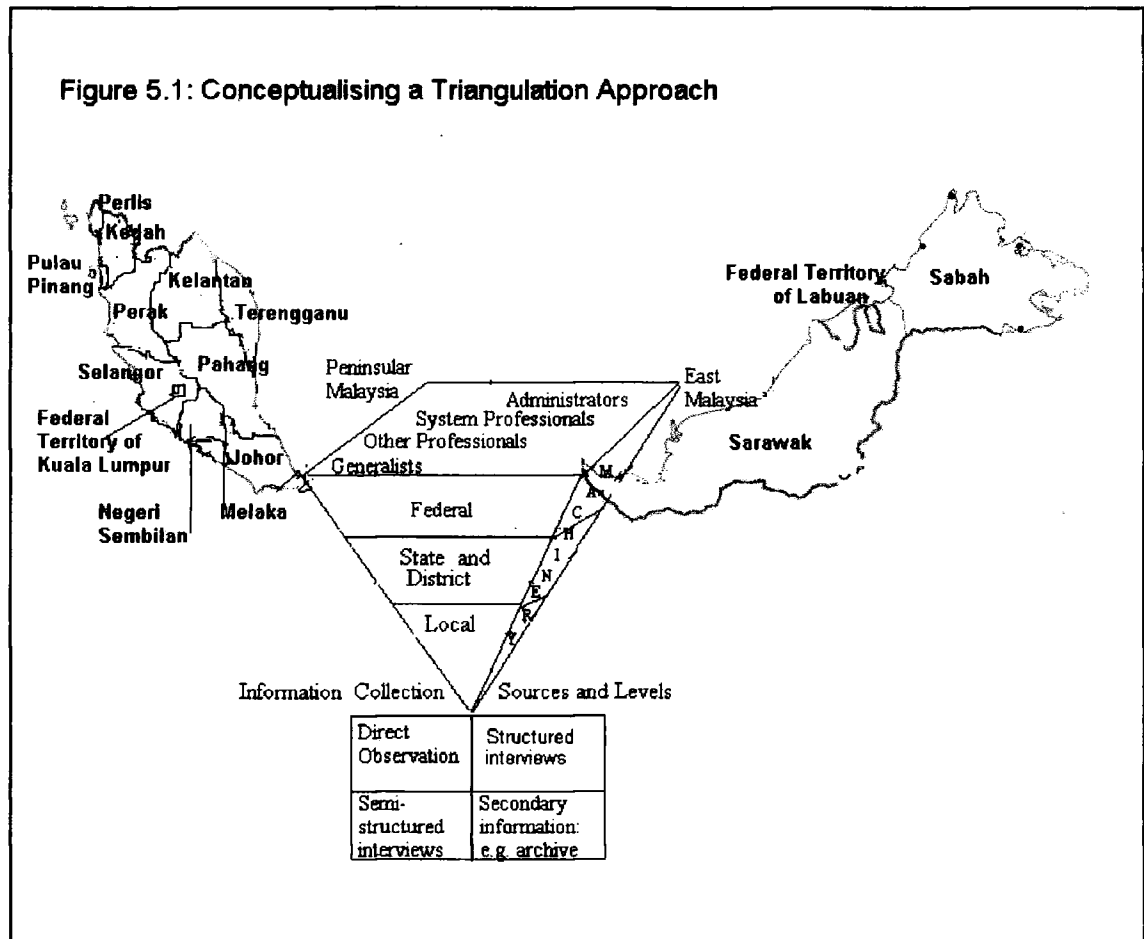 Figure 5.1: Conceptualising a Triangulation Approach
Perlis
Kedah
Pulau
Pinang
Kelantan
Perak
Terengganu
Selangor
Pahang
Federal
Territory of
Kuala Lumpur
Johor
Negeri
Sembilan
Melaka
Federal Territory
of Labuan
Sabah
Sarawak
Peninsular
Malaysia
East
Malaysia
Administrators
System Professionals
Other Professionals
Generalists
Federal
State and
District
Local
MACHINERY
Information Collection
Sources and Levels
Direct
Observation
Structured
interviews
Semi-
structured
interviews
Secondary
information:
e.g. archive